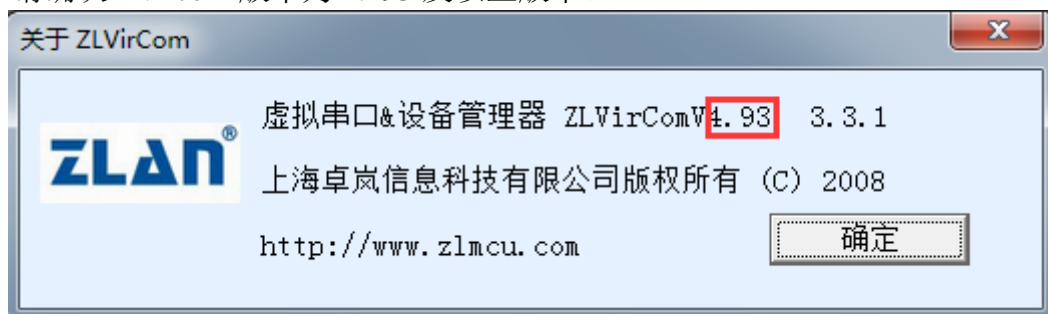 关于 ZLVirCom
虚拟串口&设备管理器 ZLVirComV4.93 3.3.1
ZLAN®
上海卓岚信息科技有限公司版权所有 (C) 2008
http://www.zlmcu.com
确定